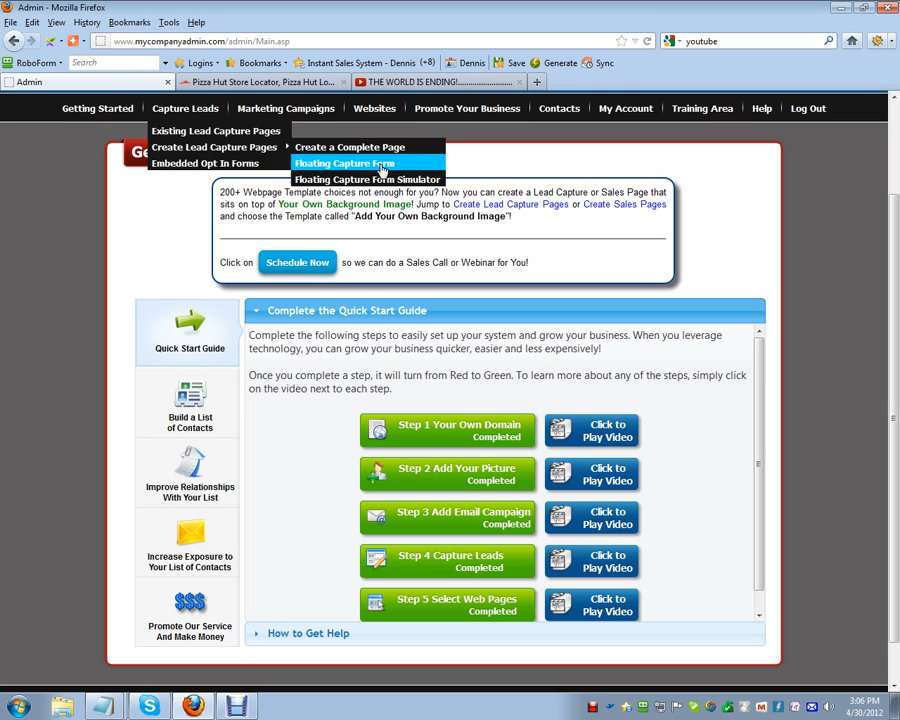 Admin - Mozilla Firefox
File Edit View History Bookmarks Tools Help
www.mycompanyadmin.com/admin/Main.asp
youtube
RoboForm Search Logins Bookmarks Instant Sales System - Dennis (+8) Dennis Save Generate Sync
Admin
Pizza Hut Store Locator, Pizza Hut Lo...
THE WORLD IS ENDING!....................
Getting Started Capture Leads Marketing Campaigns Websites Promote Your Business Contacts My Account Training Area Help Log Out
Existing Lead Capture Pages
Create Lead Capture Pages
Embedded Opt In Forms
Create a Complete Page
Floating Capture Form
Floating Capture Form Simulator
200+ Webpage Template choices not enough for you? Now you can create a Lead Capture or Sales Page that
sits on top of Your Own Background Image! Jump to Create Lead Capture Pages or Create Sales Pages
and choose the Template called "Add Your Own Background Image"!
Click on Schedule Now so we can do a Sales Call or Webinar for You!
Quick Start Guide
Build a List
of Contacts
Improve Relationships
With Your List
Increase Exposure to
Your List of Contacts
$$$
Promote Our Service
And Make Money
Complete the Quick Start Guide
Complete the following steps to easily set up your system and grow your business. When you leverage
technology, you can grow your business quicker, easier and less expensively!
Once you complete a step, it will turn from Red to Green. To learn more about any of the steps, simply click
on the video next to each step.
Step 1 Your Own Domain
Completed
Click to
Play Video
Step 2 Add Your Picture
Completed
Click to
Play Video
Step 3 Add Email Campaign
Completed
Click to
Play Video
Step 4 Capture Leads
Completed
Click to
Play Video
Step 5 Select Web Pages
Completed
Click to
Play Video
How to Get Help
3:06 PM
4/30/2012